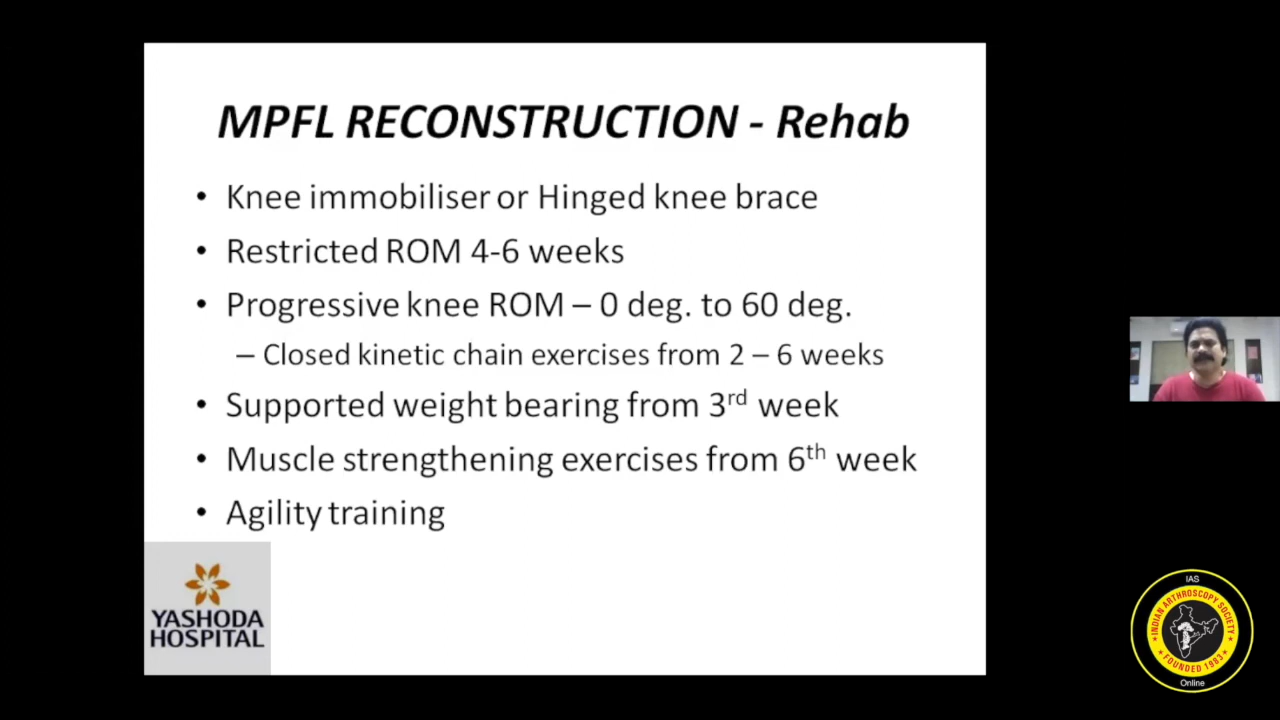 MPFL RECONSTRUCTION - Rehab
• Knee immobiliser or Hinged knee brace
• Restricted ROM 4-6 weeks
• Progressive knee ROM – 0 deg. to 60 deg.
– Closed kinetic chain exercises from 2 – 6 weeks
• Supported weight bearing from 3rd week
• Muscle strengthening exercises from 6th week
• Agility training
YASHODA
HOSPITAL
IAS
INDIAN ARTHROSCOPY SOCIETY
FOUNDED 1983
Online